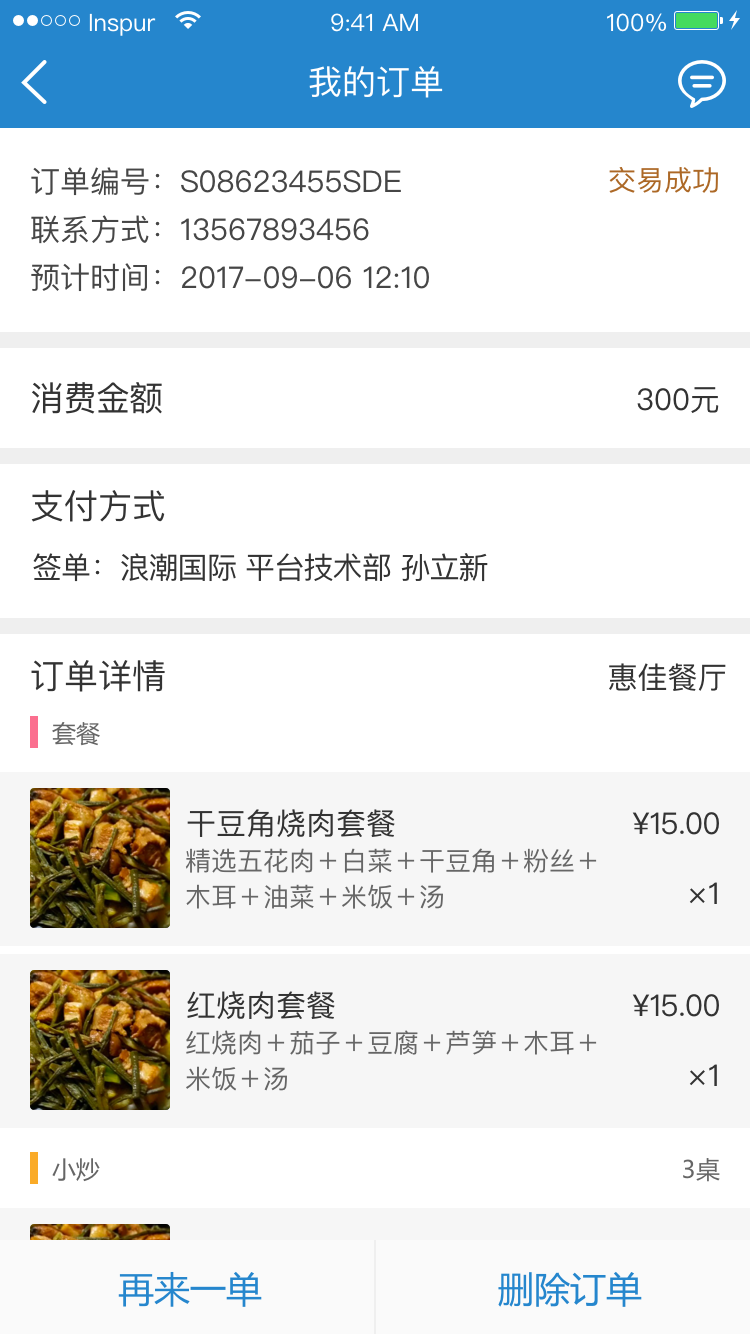 Inspur 9:41 AM 100%
我的订单
订单编号：S08623455SDE 交易成功
联系方式：13567893456
预计时间：2017-09-06 12:10
消费金额 300元
支付方式
签单：浪潮国际 平台技术部 孙立新
订单详情 惠佳餐厅
套餐
干豆角烧肉套餐 ¥15.00
精选五花肉＋白菜＋干豆角＋粉丝＋
木耳＋油菜＋米饭＋汤
×1
红烧肉套餐 ¥15.00
红烧肉＋茄子＋豆腐＋芦笋＋木耳＋
米饭＋汤
×1
小炒 3桌
再来一单 删除订单